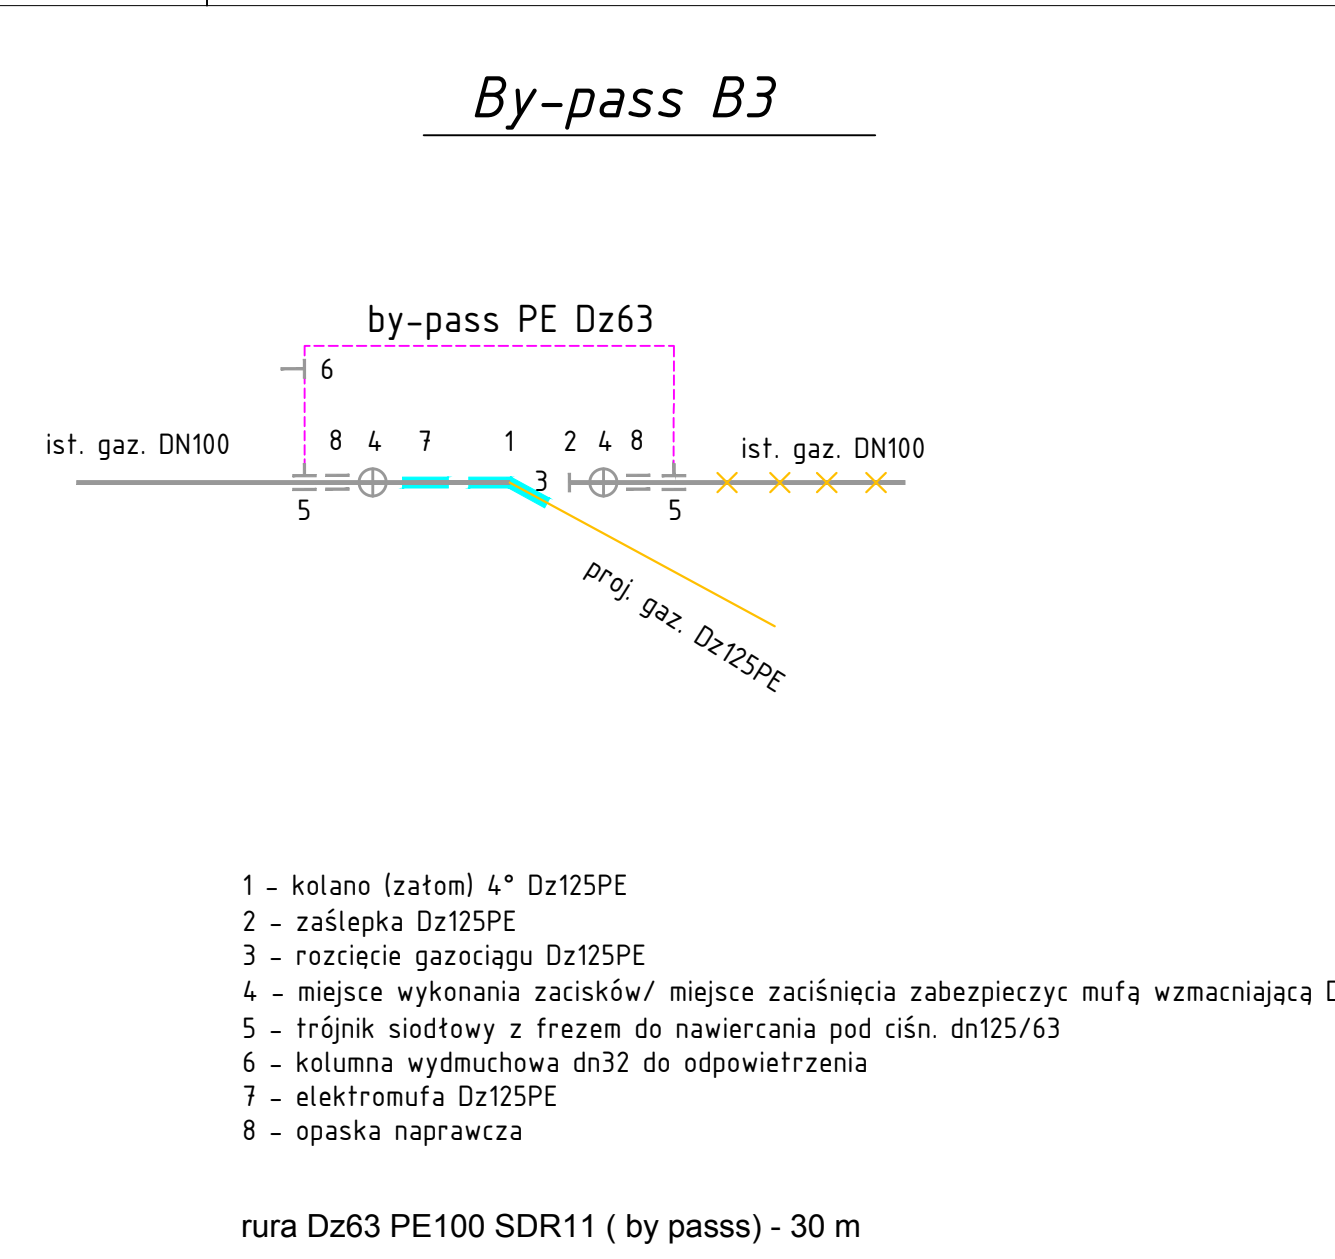 By-pass B3
by-pass PE Dz63
6
ist. gaz. DN100
8 4 7 1 2 4 8
ist. gaz. DN100
3
5
5
proj. gaz. Dz125PE
1 - kolano (załom) 4° Dz125PE
2 - zaślepka Dz125PE
3 - rozcięcie gazociągu Dz125PE
4 - miejsce wykonania zacisków/ miejsce zaciśnięcia zabezpieczyc mufą wzmacniającą
5 - trójnik siodłowy z frezem do nawiercania pod ciśn. dn125/63
6 - kolumna wydmuchowa dn32 do odpowietrzenia
7 - elektromufa Dz125PE
8 - opaska naprawcza
rura Dz63 PE100 SDR11 ( by passs) - 30 m